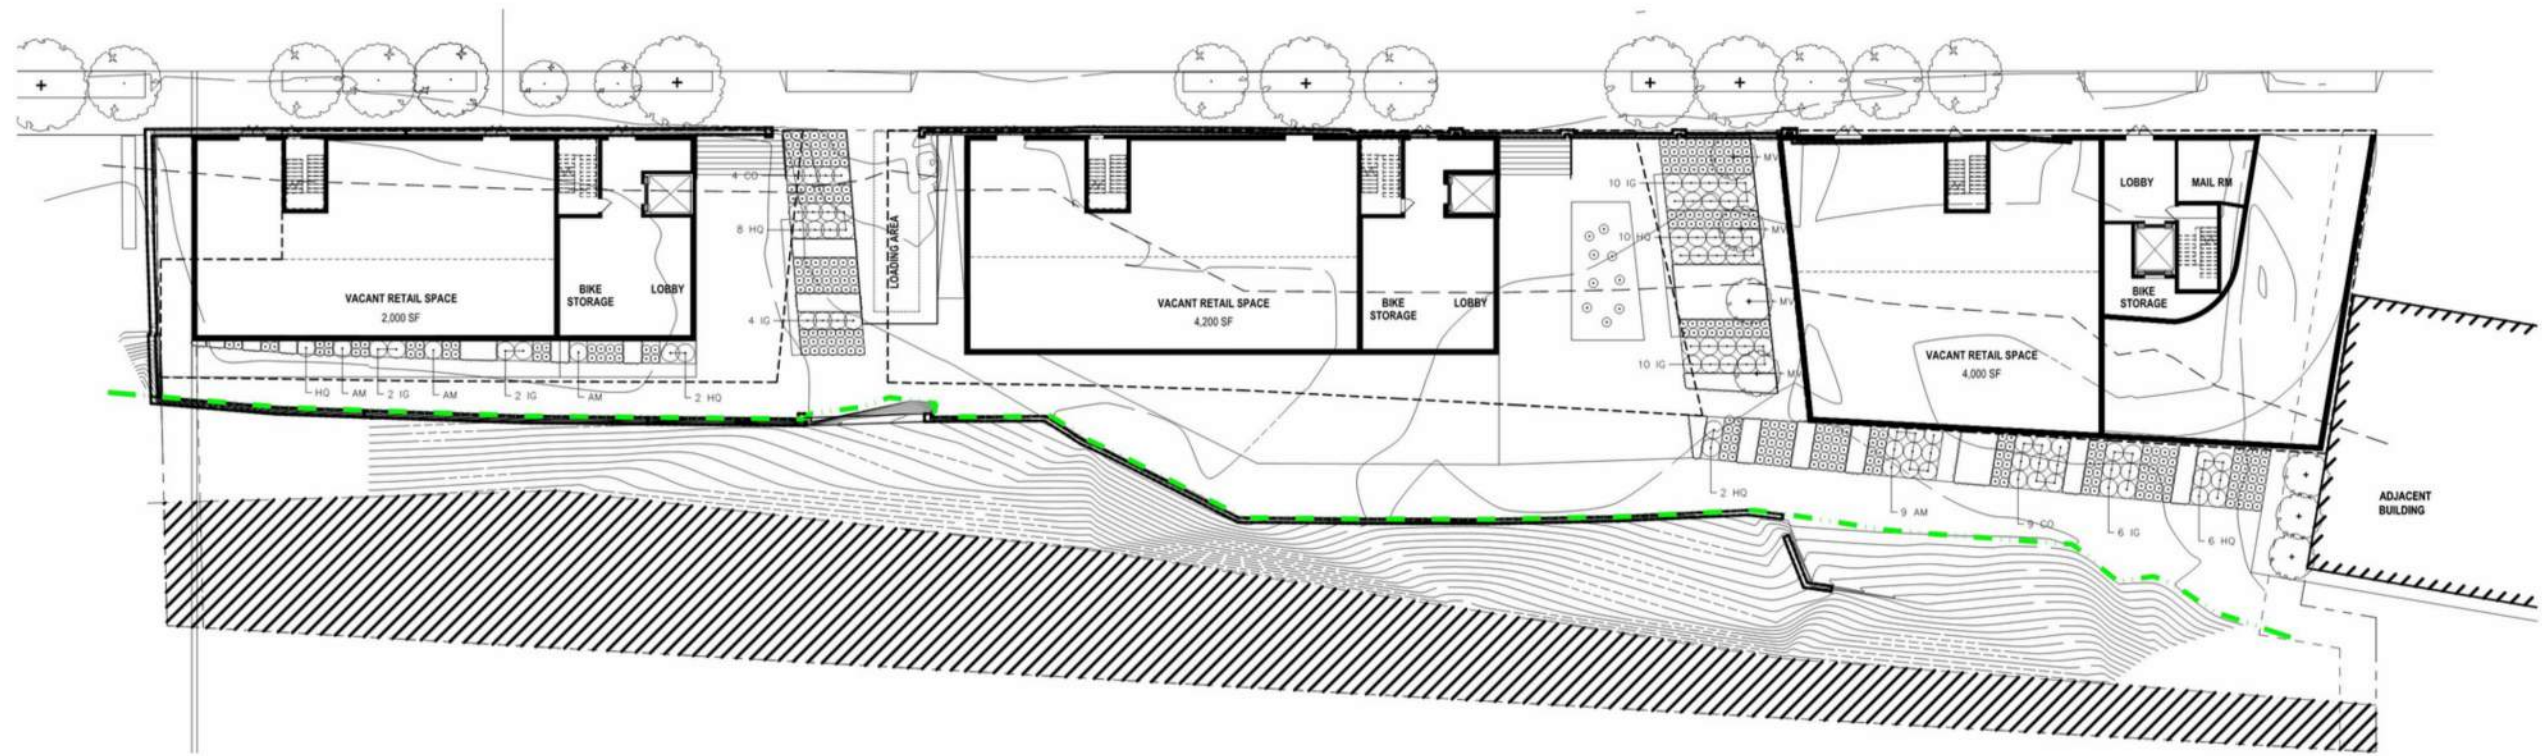 MV
4 CO
10 IG
LOBBY
MAIL RM
8 HQ
LOADING AREA
10 HQ
MV
BIKE
STORAGE
LOBBY
VACANT RETAIL SPACE
2,000 SF
VACANT RETAIL SPACE
4,200 SF
BIKE
STORAGE
LOBBY
MV
BIKE
STORAGE
4 IG
VACANT RETAIL SPACE
4,000 SF
10 IG
MV
HQ
AM
2 IG
AM
2 IG
AM
2 HQ
2 HQ
9 AM
9 CO
6 IG
6 HQ
ADJACENT
BUILDING